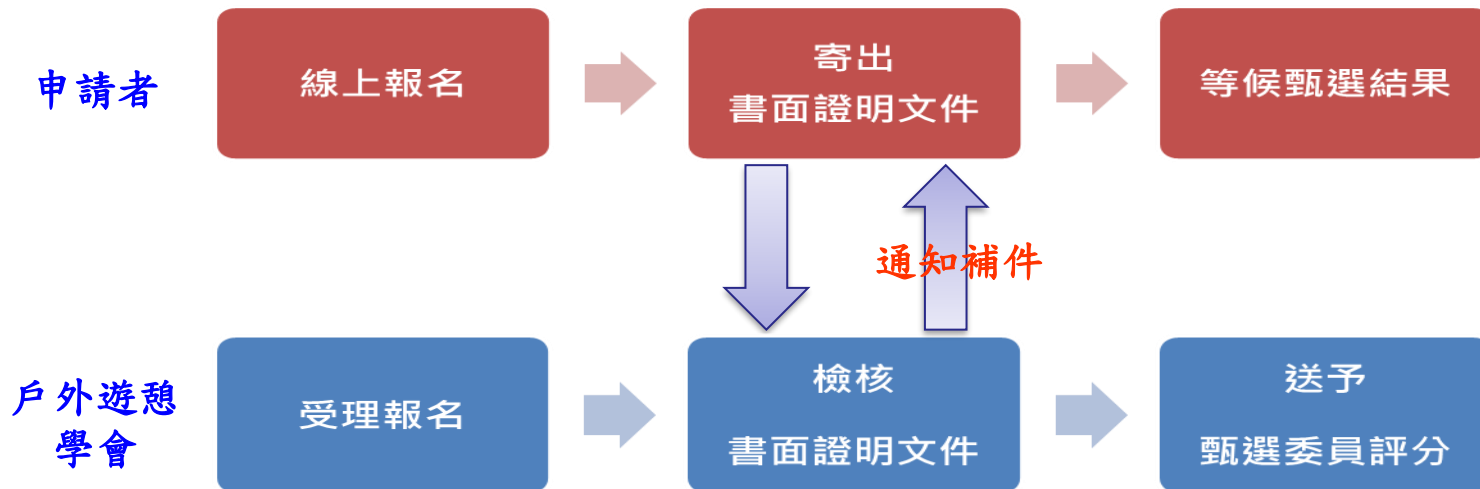 申請者
線上報名
寄出
書面證明文件
等候甄選結果
通知補件
戶外遊憩
學會
受理報名
檢核
書面證明文件
送予
甄選委員評分